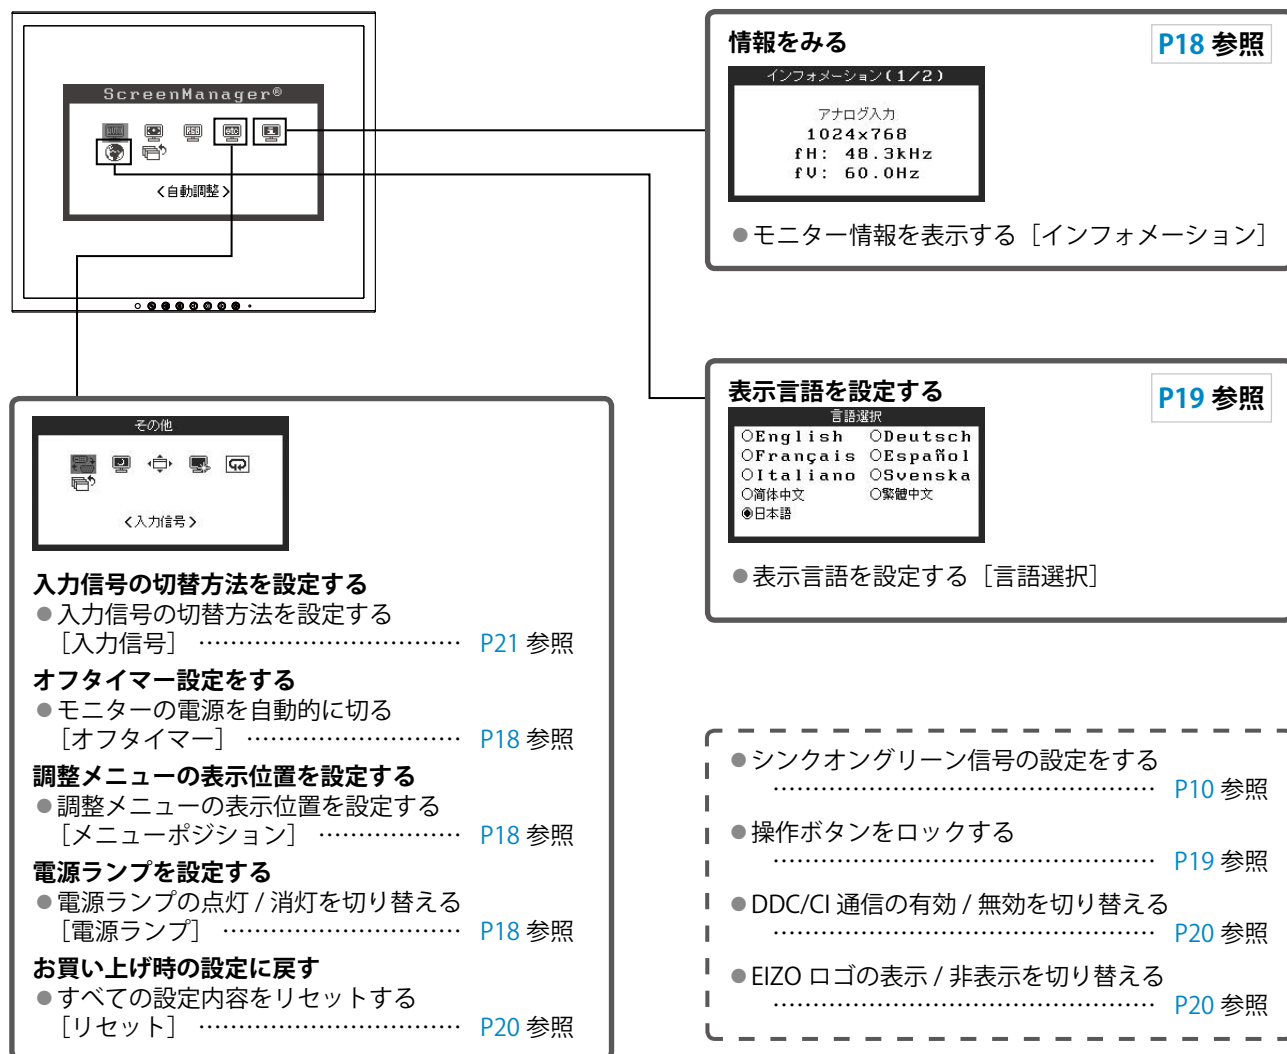 ScreenManager®
<自動調整>
情報をみる
P18 参照
インフォメーション(1/2)
アナログ入力
1024x768
fH: 48.3kHz
fV: 60.0Hz
●モニター情報を表示する［インフォメーション］
表示言語を設定する
P19 参照
言語選択
○English ○Deutsch
○Français ○Español
○Italiano ○Svenska
○简体中文 ○繁體中文
◉日本語
●表示言語を設定する［言語選択］
その他
<入力信号>
入力信号の切替方法を設定する
●入力信号の切替方法を設定する
［入力信号］ …………………………… P21 参照
オフタイマー設定をする
●モニターの電源を自動的に切る
［オフタイマー］ ……………………… P18 参照
調整メニューの表示位置を設定する
●調整メニューの表示位置を設定する
［メニューポジション］ ……………… P18 参照
電源ランプを設定する
●電源ランプの点灯 / 消灯を切り替える
［電源ランプ］ ………………………… P18 参照
お買い上げ時の設定に戻す
●すべての設定内容をリセットする
［リセット］ …………………………… P20 参照
●シンクオングリーン信号の設定をする
………………………………………… P10 参照
●操作ボタンをロックする
………………………………………… P19 参照
●DDC/CI 通信の有効 / 無効を切り替える
………………………………………… P20 参照
●EIZO ロゴの表示 / 非表示を切り替える
………………………………………… P20 参照